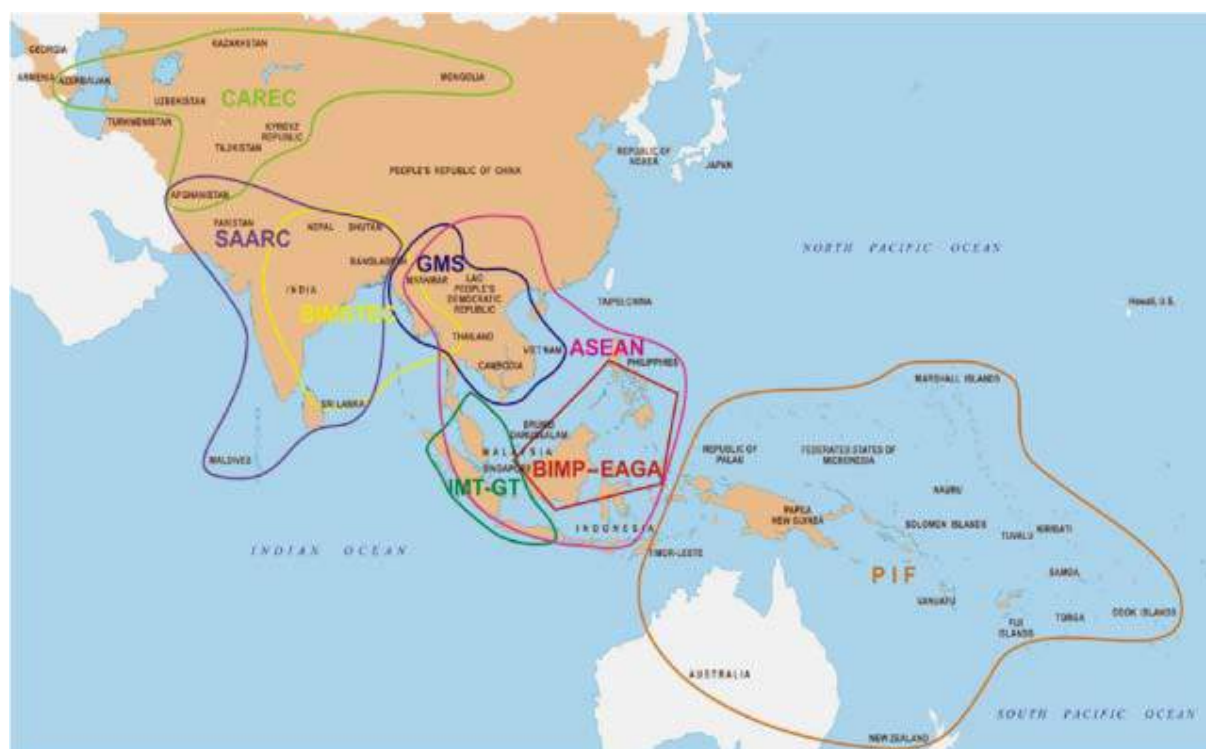 KAZAKHSTAN
GEORGIA
ARMENIA
AZERBAIJAN
MONGOLIA
UZBEKISTAN
CAREC
TURKMENISTAN
KYRGYZ
REPUBLIC
TAJIKISTAN
REPUBLIC OF
KOREA
JAPAN
PEOPLE'S REPUBLIC OF CHINA
AFGHANISTAN
PAKISTAN
NEPAL
BHUTAN
SAARC
BANGLADESH
GMS
NORTH PACIFIC OCEAN
MYANMAR
LAO
PEOPLE'S
DEMOCRATIC
REPUBLIC
INDIA
TAIPEI,CHINA
Hawaii, U.S.
BIMSTEC
THAILAND
VIETNAM
ASEAN
PHILIPPINES
CAMBODIA
MARSHALL ISLANDS
SRI LANKA
BRUNEI
DARUSSALAM
MALDIVES
MALAYSIA
REPUBLIC OF
PALAU
FEDERATED STATES OF
MICRONESIA
SINGAPORE
BIMP-EAGA
IMT-GT
NAURU
PAPUA
NEW GUINEA
SOLOMON ISLANDS
INDONESIA
TUVALU
KIRIBATI
INDIAN OCEAN
TIMOR-LESTE
PIF
SAMOA
VANUATU
FIJI
ISLANDS
TONGA
COOK ISLANDS
AUSTRALIA
SOUTH PACIFIC OCEAN
NEW ZEALAND